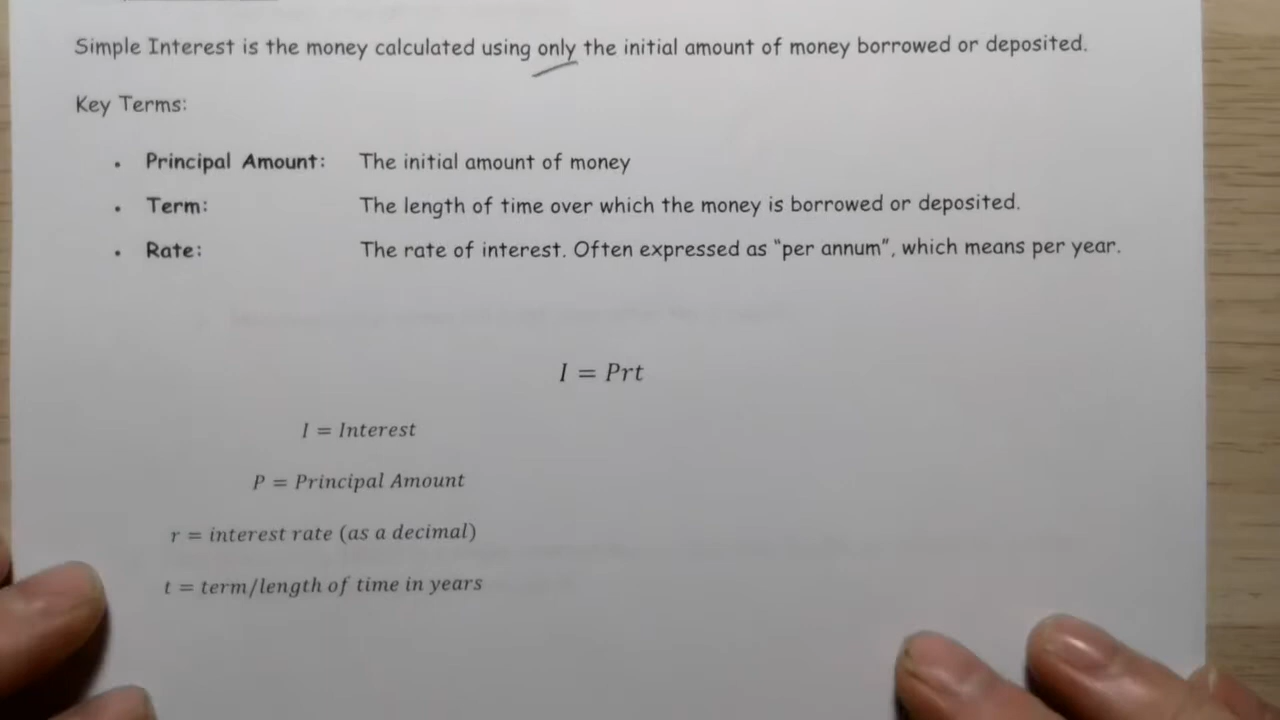 Simple Interest is the money calculated using only the initial amount of money borrowed or deposited.
Key Terms:
• Principal Amount: The initial amount of money
• Term: The length of time over which the money is borrowed or deposited.
• Rate: The rate of interest. Often expressed as “per annum”, which means per year.
I = Prt
I = Interest
P = Principal Amount
r = interest rate (as a decimal)
t = term/length of time in years